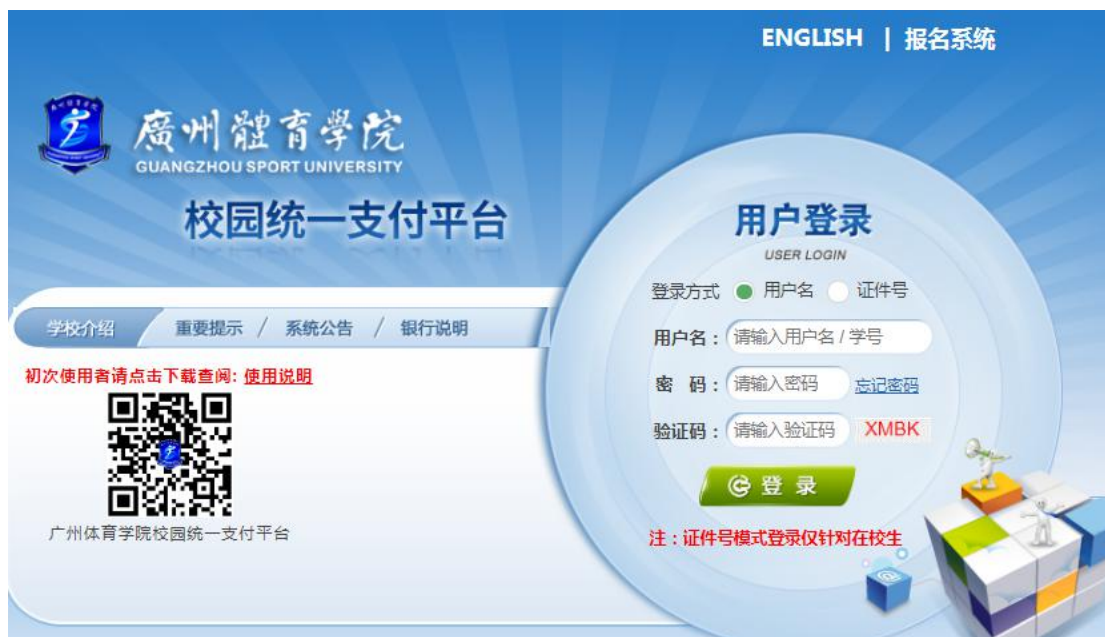 ENGLISH | 报名系统
廣州體育學院
GUANGZHOU SPORT UNIVERSITY
校园统一支付平台
用户登录
USER LOGIN
登录方式 用户名 证件号
用户名： 请输入用户名 / 学号
密 码： 请输入密码 忘记密码
验证码： 请输入验证码 XMBK
登 录
注：证件号模式登录仅针对在校生
学校介绍 / 重要提示 / 系统公告 / 银行说明
初次使用者请点击下载查阅: 使用说明
广州体育学院校园统一支付平台
@